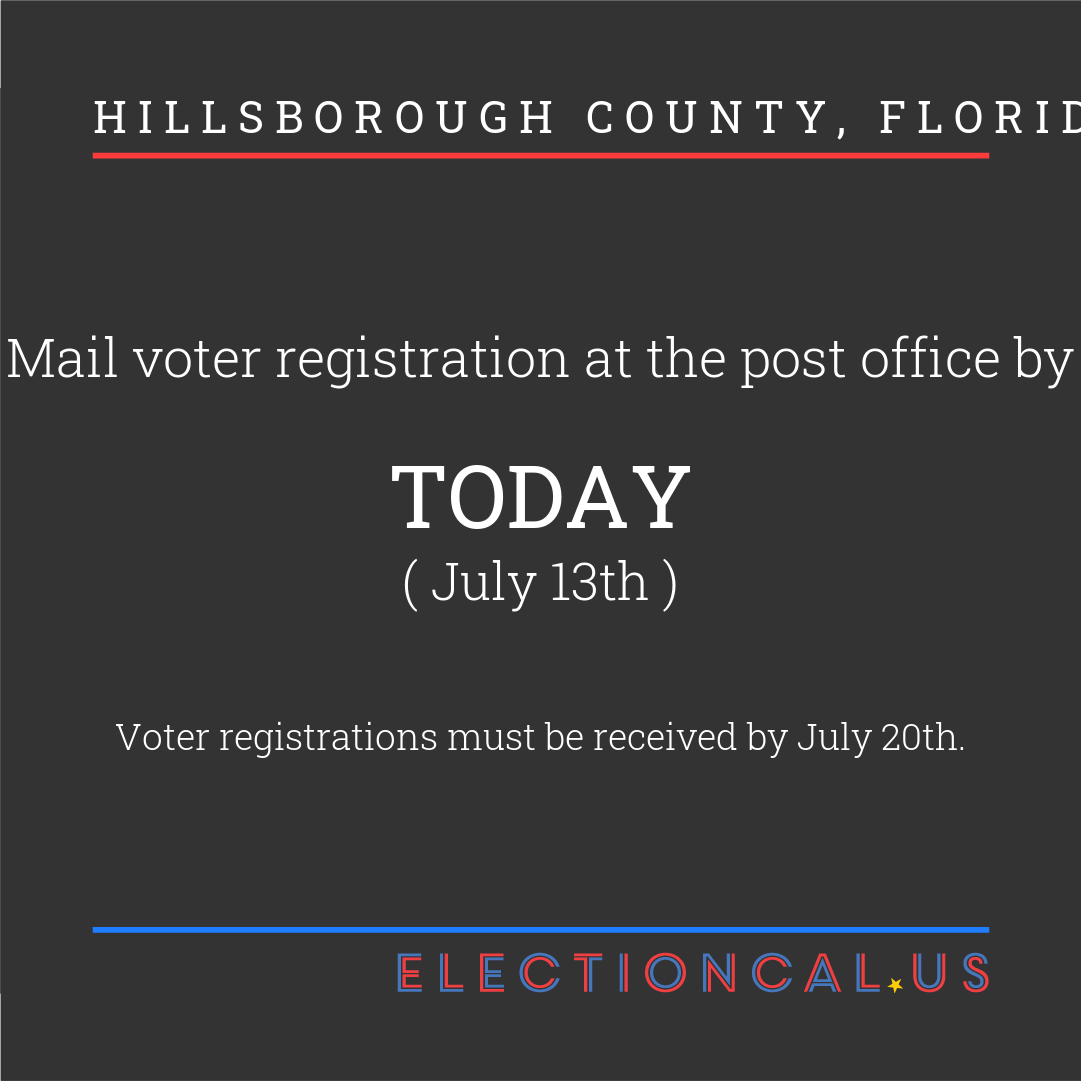 HILLSBOROUGH COUNTY, FLORID
Mail voter registration at the post office by
TODAY
( July 13th )
Voter registrations must be received by July 20th.
ELECTIONCAL.US